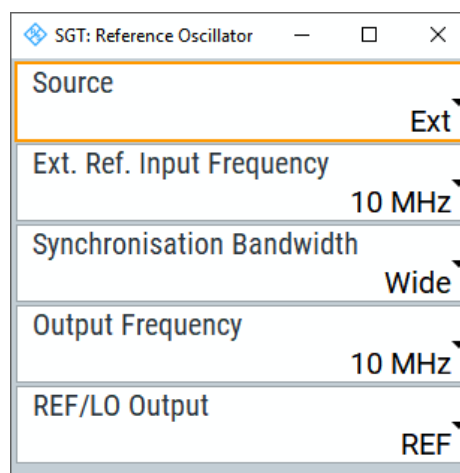 SGT: Reference Oscillator
Source
Ext
Ext. Ref. Input Frequency
10 MHz
Synchronisation Bandwidth
Wide
Output Frequency
10 MHz
REF/LO Output
REF